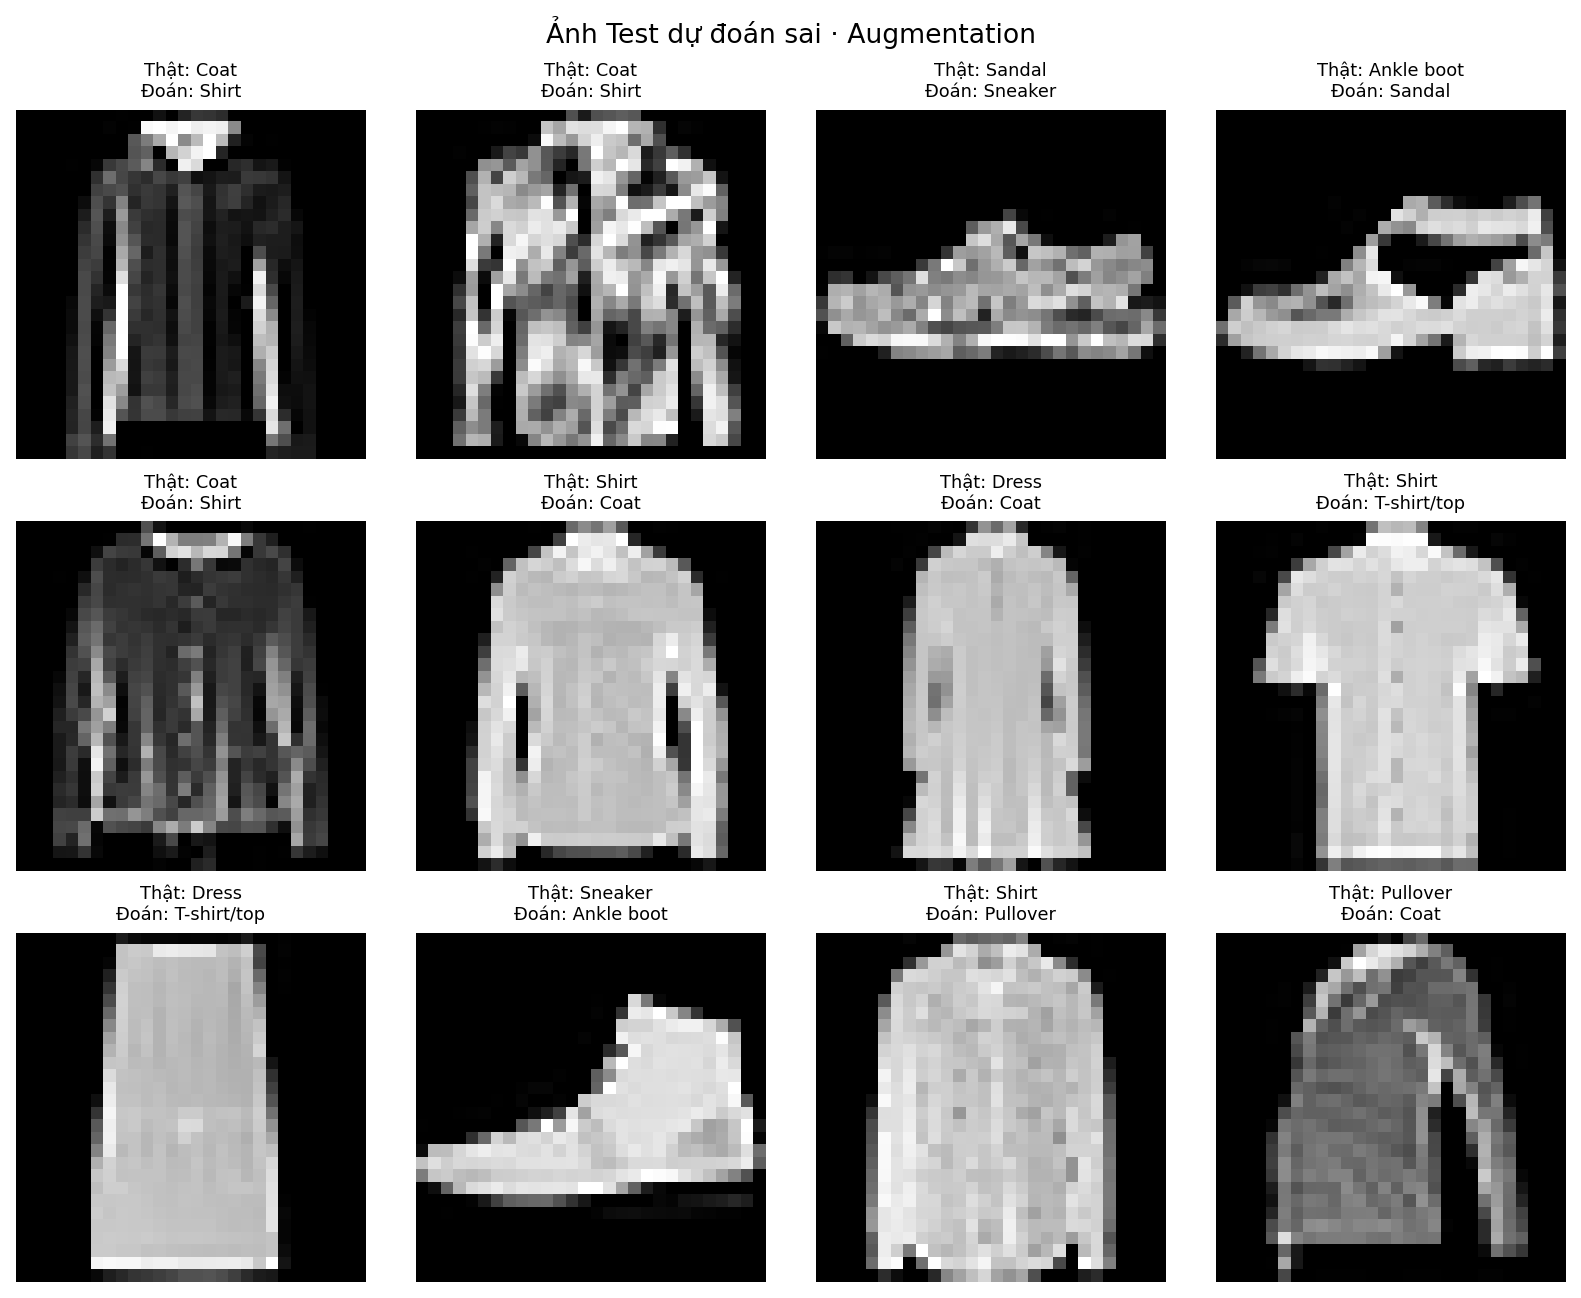 Ảnh Test dự đoán sai · Augmentation
Thật: Coat
Đoán: Shirt
Thật: Coat
Đoán: Shirt
Thật: Sandal
Đoán: Sneaker
Thật: Ankle boot
Đoán: Sandal
Thật: Coat
Đoán: Shirt
Thật: Shirt
Đoán: Coat
Thật: Dress
Đoán: Coat
Thật: Shirt
Đoán: T-shirt/top
Thật: Dress
Đoán: T-shirt/top
Thật: Sneaker
Đoán: Ankle boot
Thật: Shirt
Đoán: Pullover
Thật: Pullover
Đoán: Coat